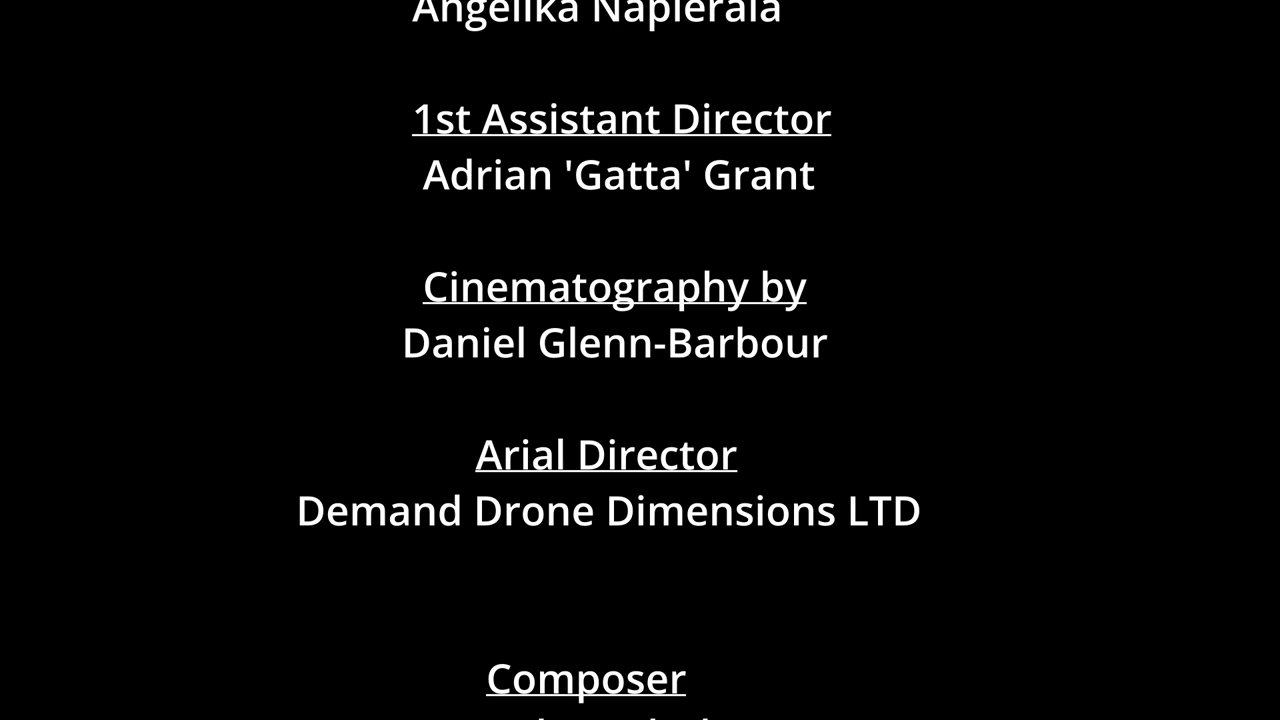 Angelika Napierala
1st Assistant Director
Adrian 'Gatta' Grant
Cinematography by
Daniel Glenn-Barbour
Arial Director
Demand Drone Dimensions LTD
Composer